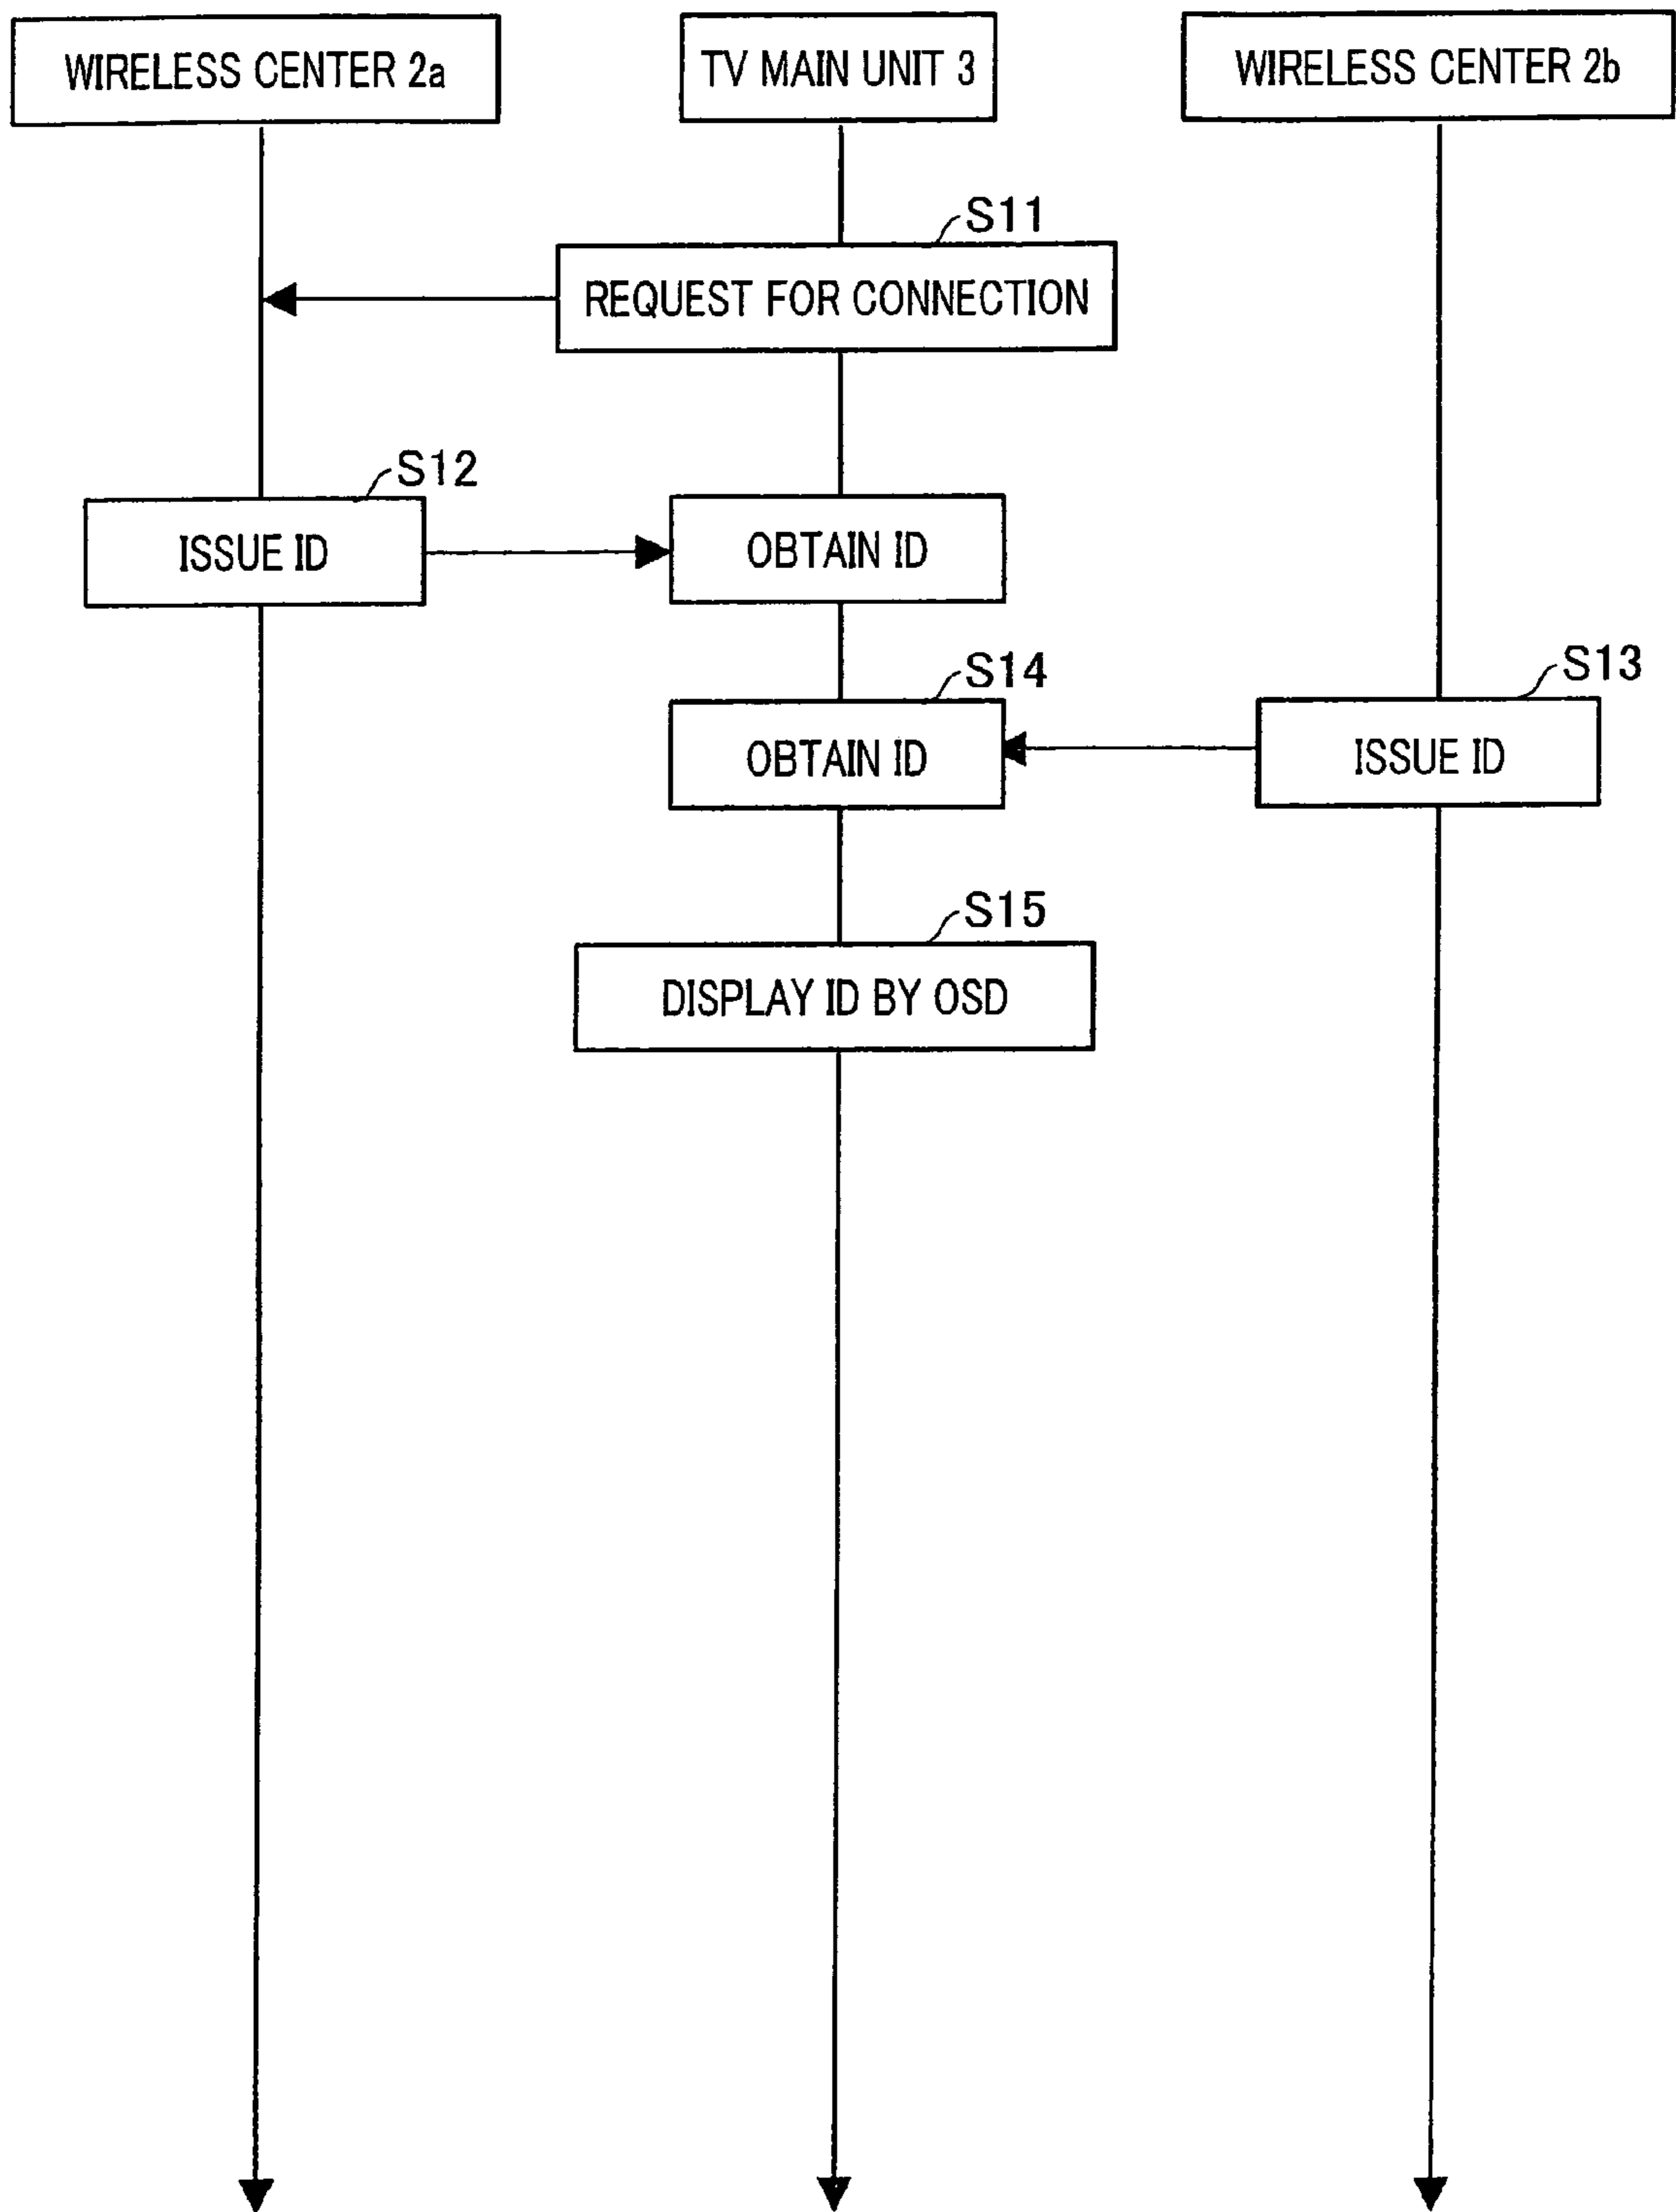 WIRELESS CENTER 2a
TV MAIN UNIT 3
WIRELESS CENTER 2b
S11
REQUEST FOR CONNECTION
S12
ISSUE ID
OBTAIN ID
S14
S13
OBTAIN ID
ISSUE ID
S15
DISPLAY ID BY OSD